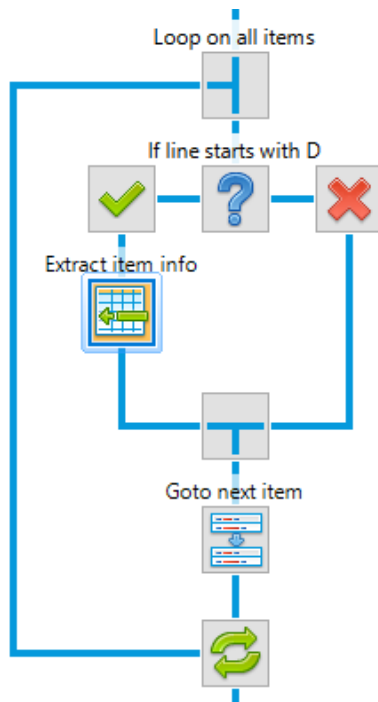 Loop on all items
If line starts with D
Extract item info
Goto next item